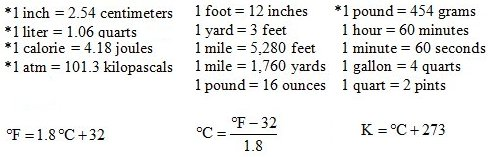 *1 inch = 2.54 centimeters
*1 liter = 1.06 quarts
*1 calorie = 4.18 joules
*1 atm = 101.3 kilopascals
1 foot = 12 inches
1 yard = 3 feet
1 mile = 5,280 feet
1 mile = 1,760 yards
1 pound = 16 ounces
*1 pound = 454 grams
1 hour = 60 minutes
1 minute = 60 seconds
1 gallon = 4 quarts
1 quart = 2 pints
°F = 1.8 °C + 32
°C = (°F − 32) / 1.8
K = °C + 273